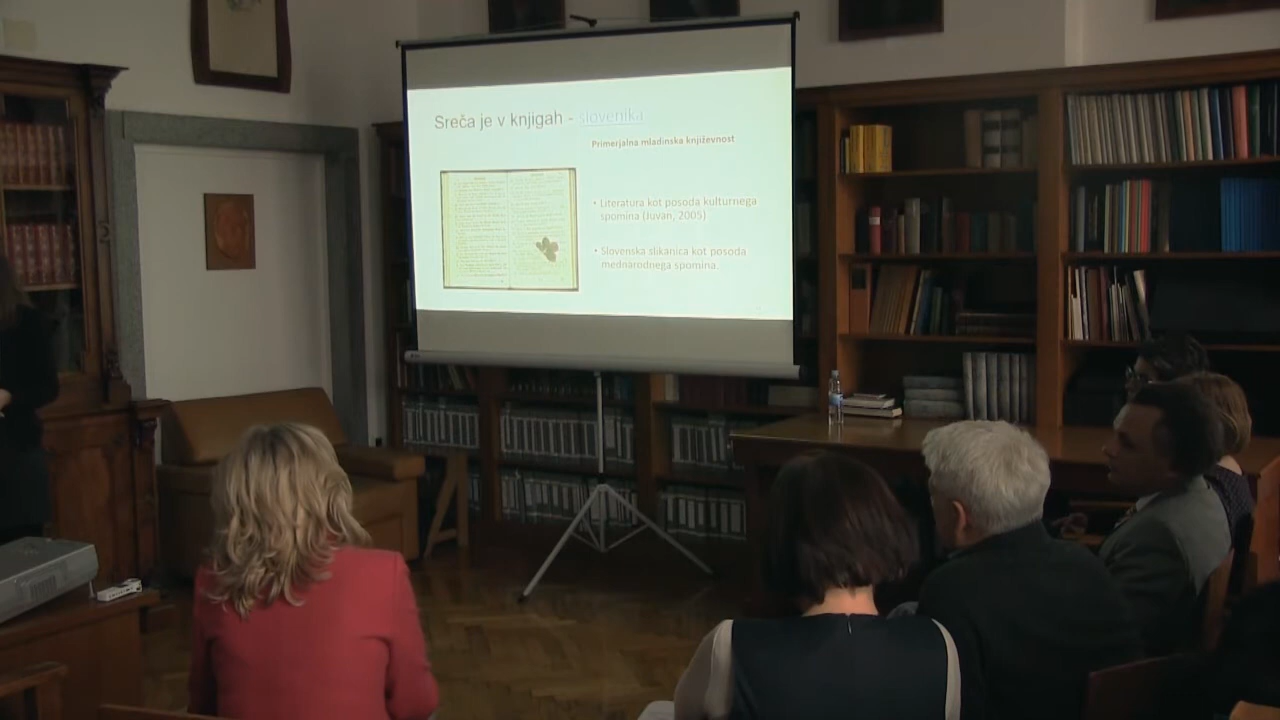 Sreča je v knjigah - slovenika
Primerjalna mladinska književnost
• Literatura kot posoda kulturnega
spomina (Juvan, 2005)
• Slovenska slikanica kot posoda
mednarodnega spomina.